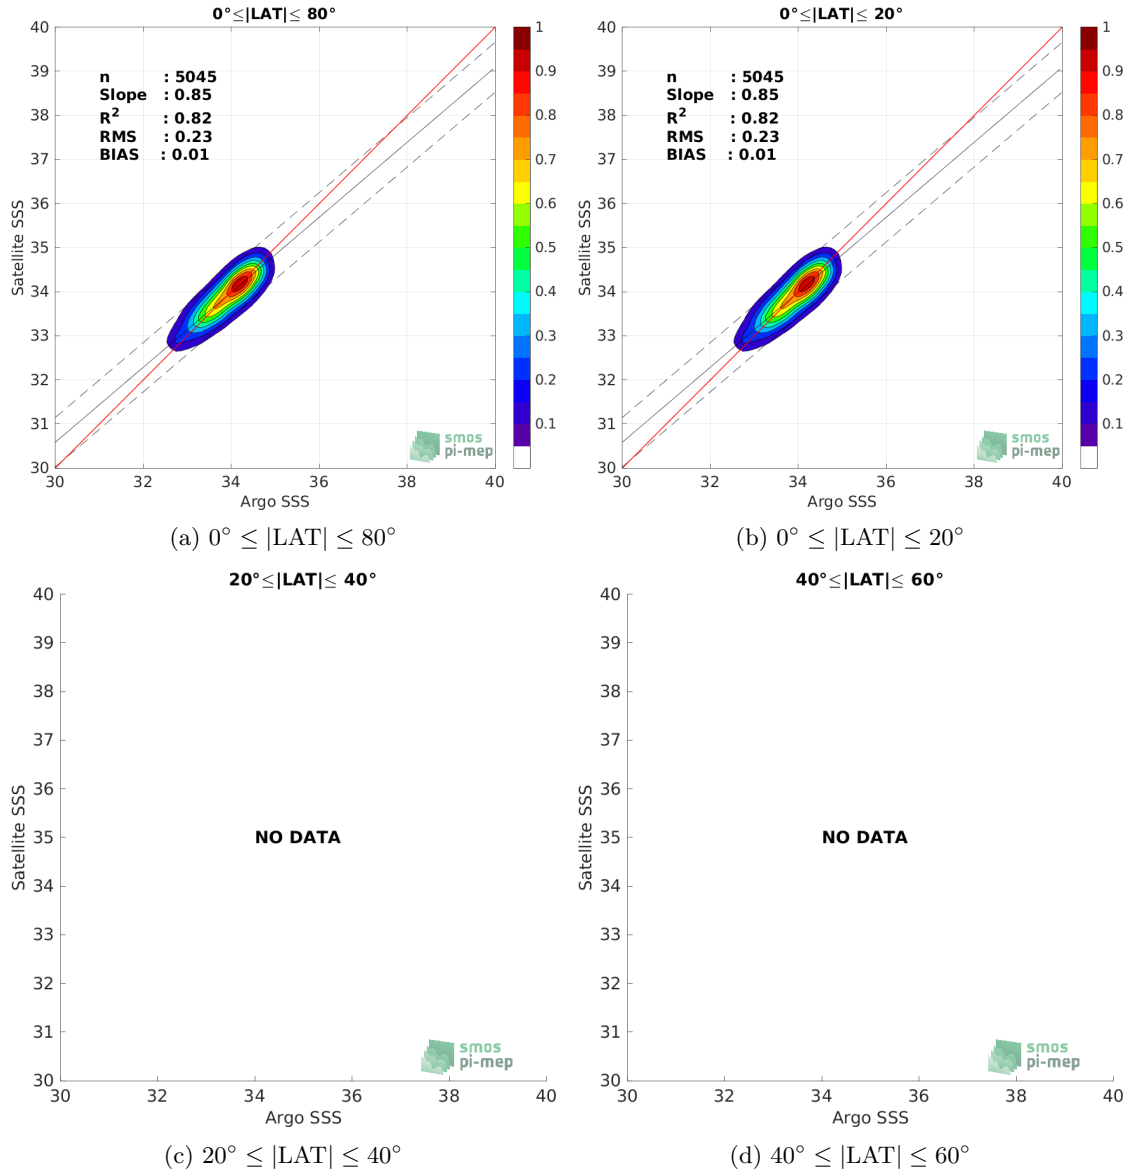 0°≤|LAT|≤ 80°
40
39
38
37
36
35
34
33
32
31
30
Satellite SSS
n : 5045
Slope : 0.85
R² : 0.82
RMS : 0.23
BIAS : 0.01
smos
pi-mep
30 32 34 36 38 40
Argo SSS
1
0.9
0.8
0.7
0.6
0.5
0.4
0.3
0.2
0.1
(a) 0° ≤ |LAT| ≤ 80°
0°≤|LAT|≤ 20°
40
39
38
37
36
35
34
33
32
31
30
Satellite SSS
n : 5045
Slope : 0.85
R² : 0.82
RMS : 0.23
BIAS : 0.01
smos
pi-mep
30 32 34 36 38 40
Argo SSS
1
0.9
0.8
0.7
0.6
0.5
0.4
0.3
0.2
0.1
(b) 0° ≤ |LAT| ≤ 20°
20°≤|LAT|≤ 40°
40
39
38
37
36
35
34
33
32
31
30
Satellite SSS
NO DATA
smos
pi-mep
30 32 34 36 38 40
Argo SSS
(c) 20° ≤ |LAT| ≤ 40°
40°≤|LAT|≤ 60°
40
39
38
37
36
35
34
33
32
31
30
Satellite SSS
NO DATA
smos
pi-mep
30 32 34 36 38 40
Argo SSS
(d) 40° ≤ |LAT| ≤ 60°